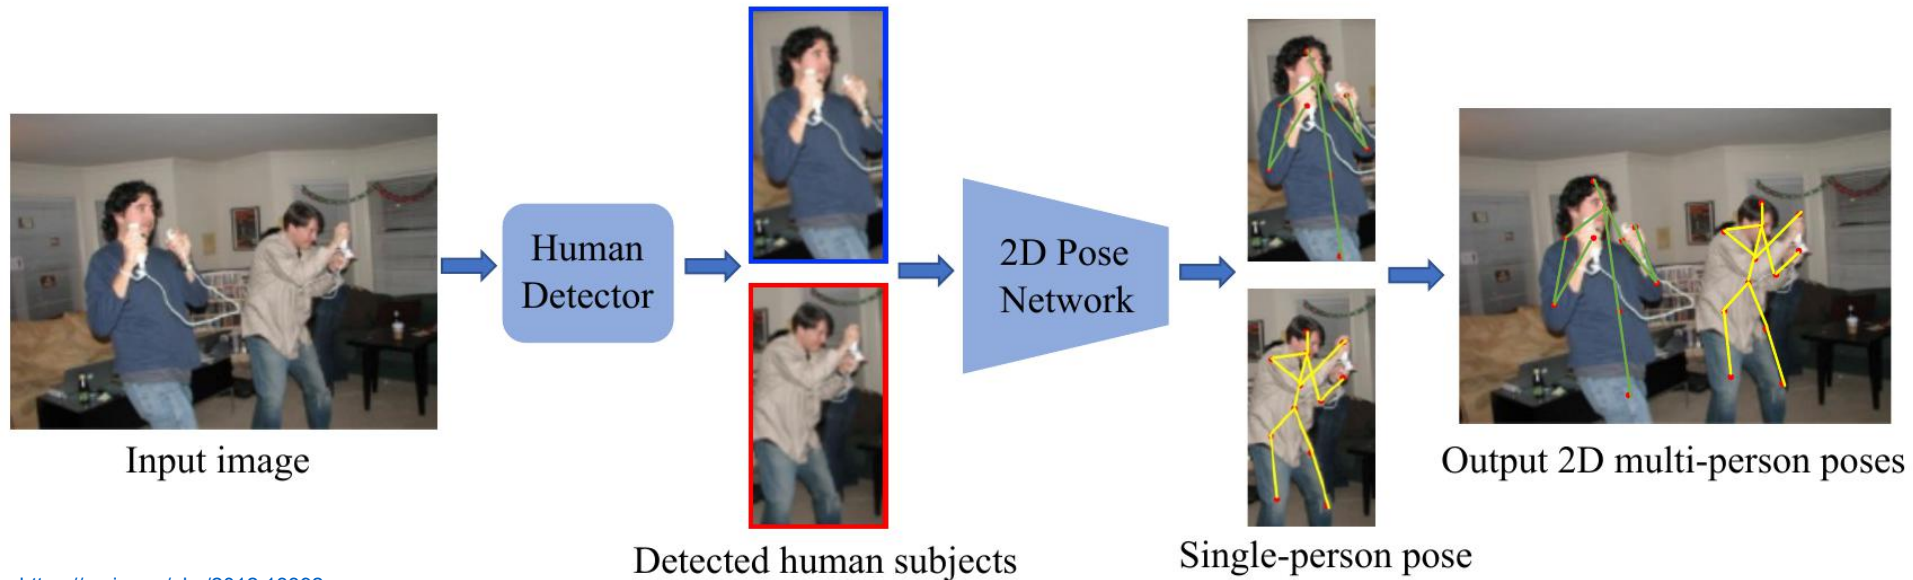 Input image
Human
Detector
Detected human subjects
2D Pose
Network
Single-person pose
Output 2D multi-person poses